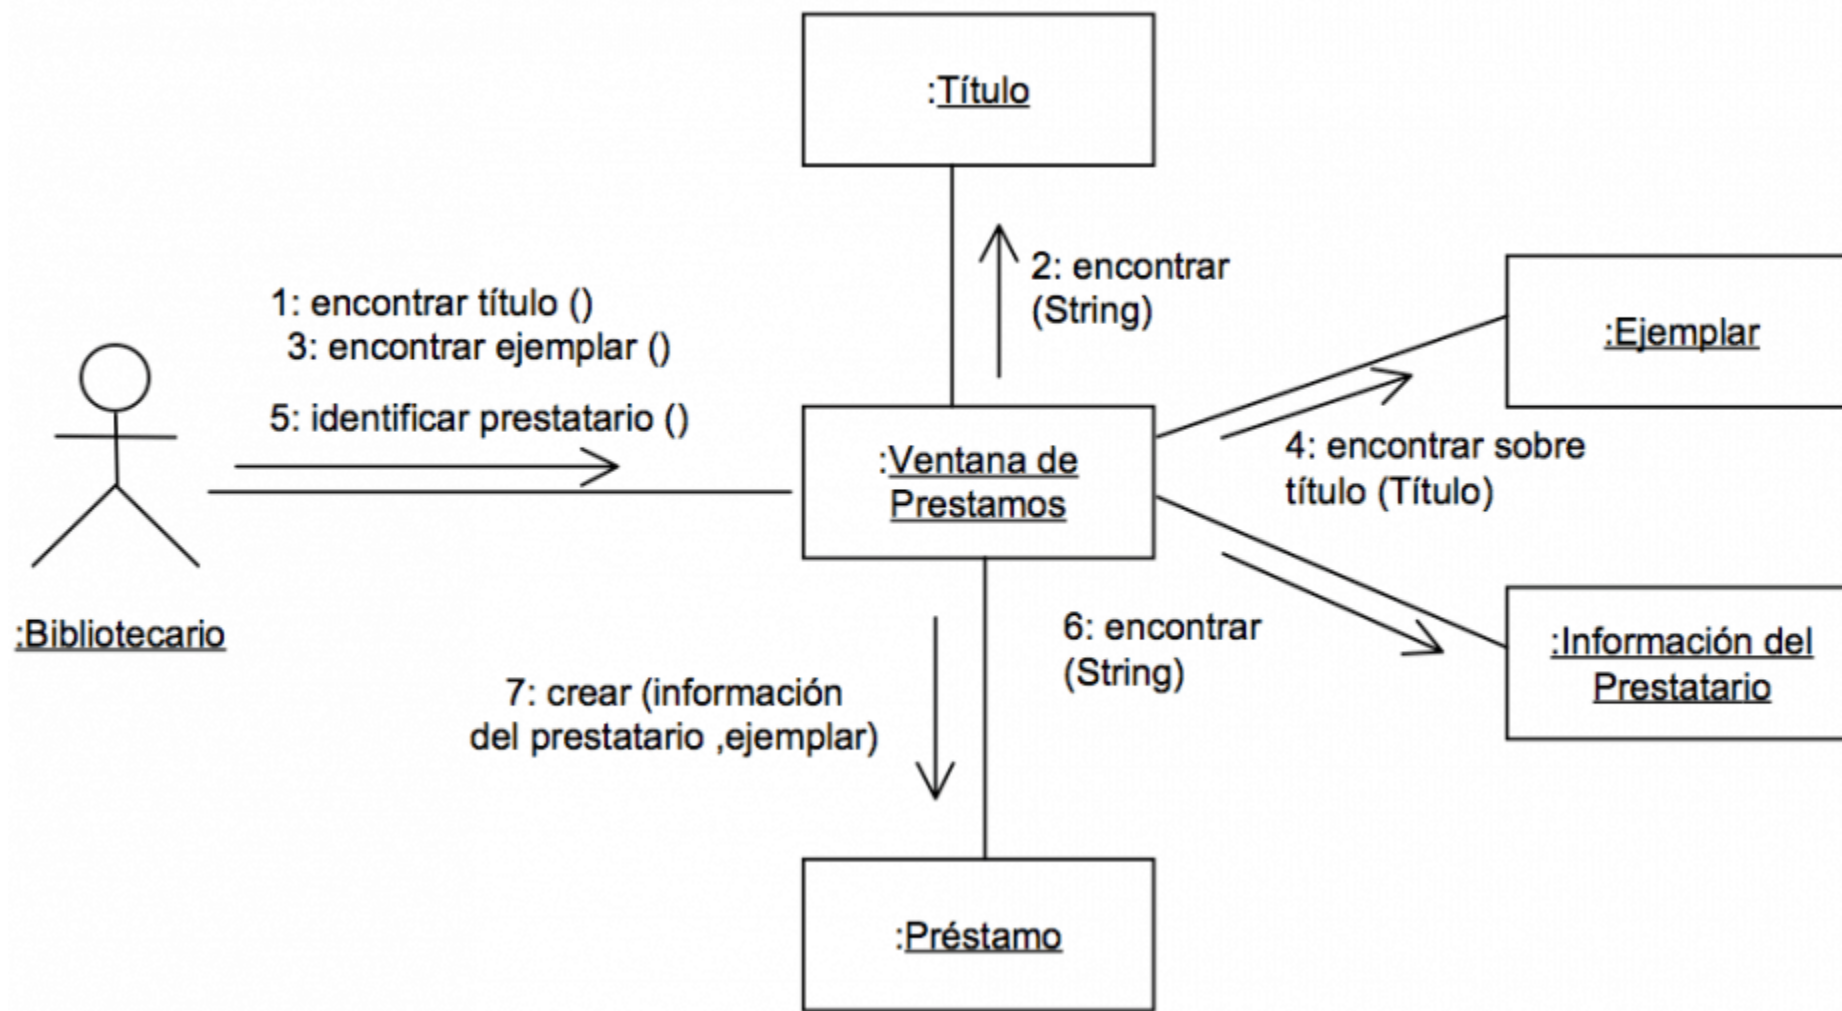 :Título
2: encontrar
(String)
1: encontrar título ()
3: encontrar ejemplar ()
5: identificar prestatario ()
:Ejemplar
:Ventana de
Prestamos
4: encontrar sobre
título (Título)
:Bibliotecario
6: encontrar
(String)
:Información del
Prestatario
7: crear (información
del prestatario ,ejemplar)
:Préstamo